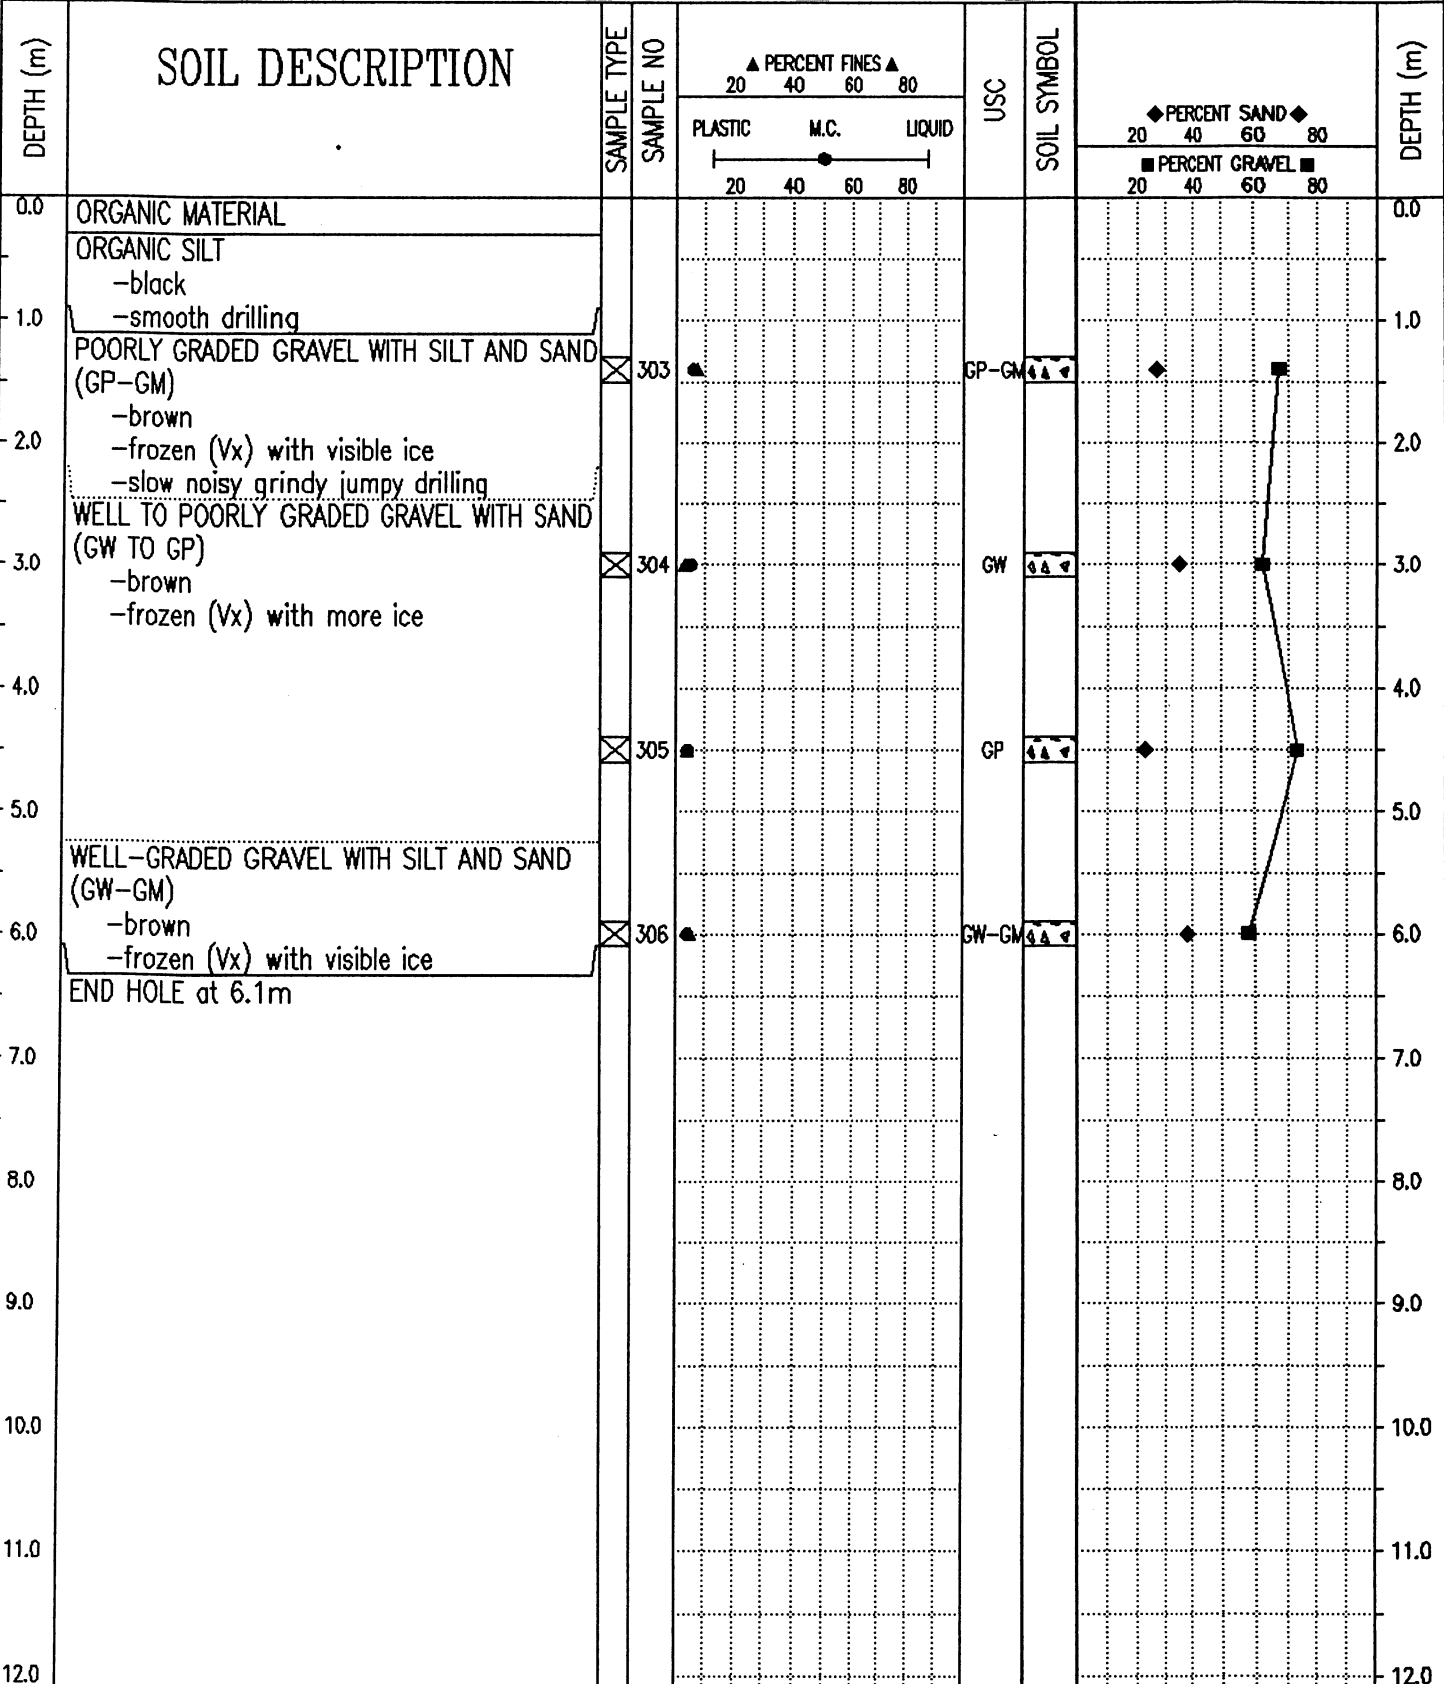 DEPTH (m)
SOIL DESCRIPTION
SAMPLE TYPE
SAMPLE NO
▲ PERCENT FINES ▲
20 40 60 80
PLASTIC M.C. LIQUID
20 40 60 80
USC
SOIL SYMBOL
◆PERCENT SAND◆
20 40 60 80
■PERCENT GRAVEL■
20 40 60 80
DEPTH (m)
0.0 ORGANIC MATERIAL 0.0
ORGANIC SILT
-black
1.0 -smooth drilling 1.0
POORLY GRADED GRAVEL WITH SILT AND SAND
303 GP-GM
(GP-GM)
-brown
2.0 -frozen (Vx) with visible ice 2.0
-slow noisy grindy jumpy drilling
WELL TO POORLY GRADED GRAVEL WITH SAND
(GW TO GP)
3.0 304 GW 3.0
-brown
-frozen (Vx) with more ice
4.0 4.0
305 GP
5.0 5.0
WELL-GRADED GRAVEL WITH SILT AND SAND
(GW-GM)
-brown
6.0 306 GW-GM 6.0
-frozen (Vx) with visible ice
END HOLE at 6.1m
7.0 7.0
8.0 8.0
9.0 9.0
10.0 10.0
11.0 11.0
12.0 12.0